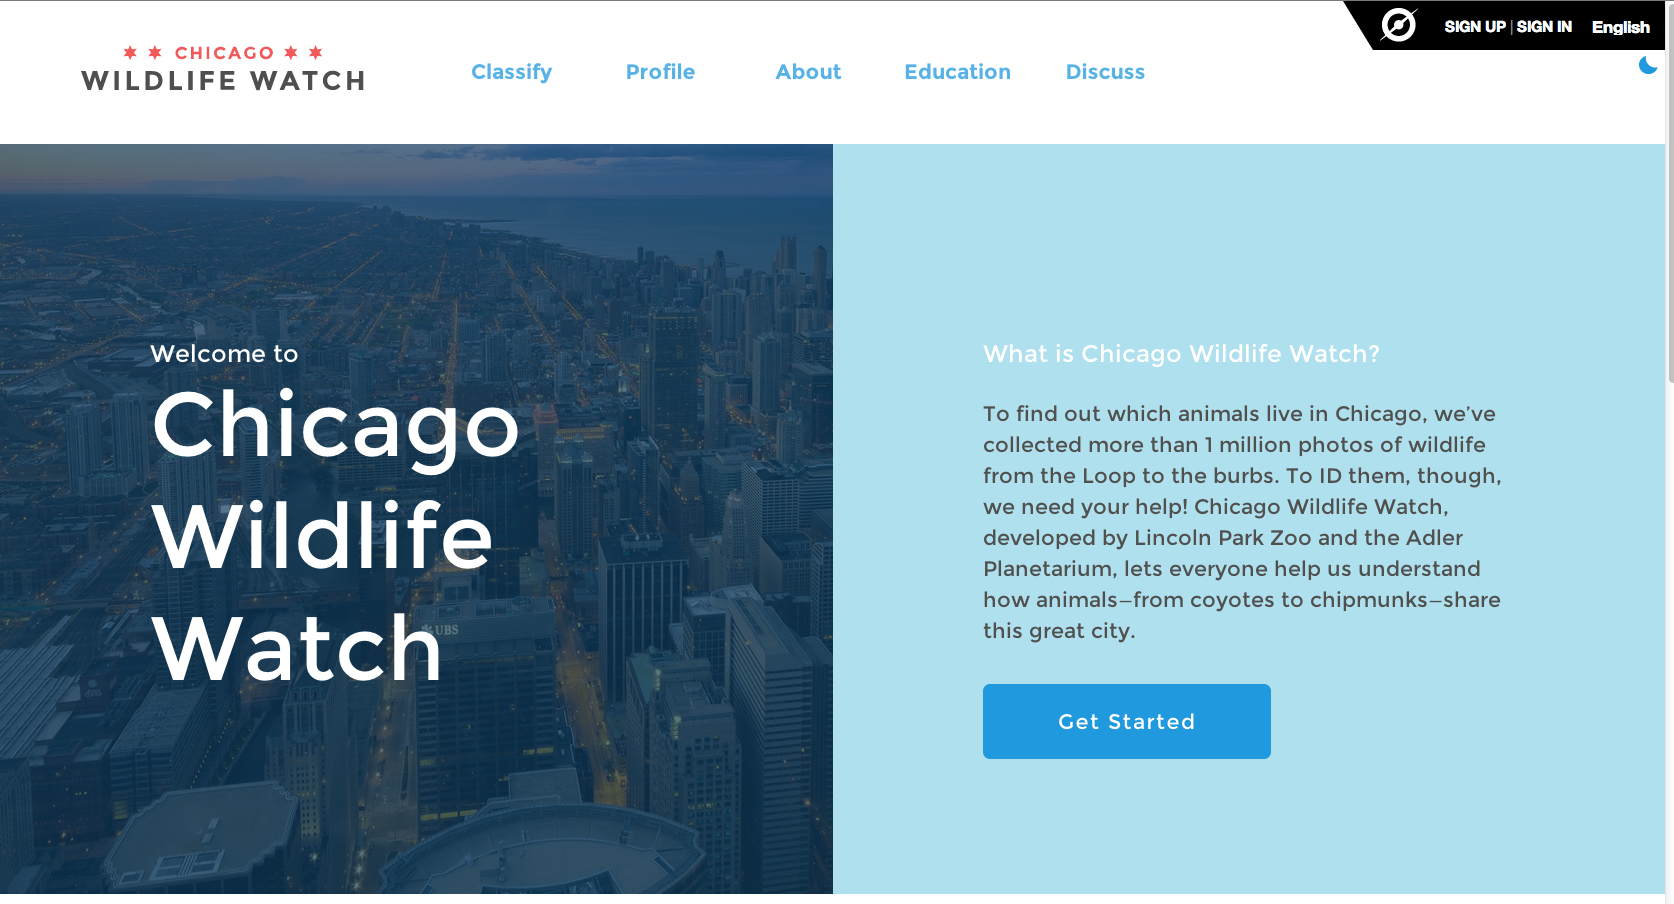 CHICAGO
WILDLIFE WATCH
Classify Profile About Education Discuss
SIGN UP | SIGN IN English
Welcome to
Chicago
Wildlife
Watch
UBS
What is Chicago Wildlife Watch?
To find out which animals live in Chicago, we’ve
collected more than 1 million photos of wildlife
from the Loop to the burbs. To ID them, though,
we need your help! Chicago Wildlife Watch,
developed by Lincoln Park Zoo and the Adler
Planetarium, lets everyone help us understand
how animals—from coyotes to chipmunks—share
this great city.
Get Started